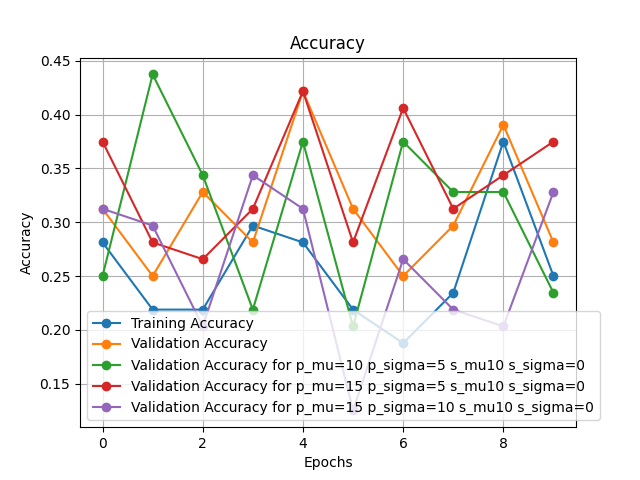 Accuracy
0.45
0.40
0.35
0.30
0.25
0.20
0.15
Accuracy
Training Accuracy
Validation Accuracy
Validation Accuracy for p_mu=10 p_sigma=5 s_mu10 s_sigma=0
Validation Accuracy for p_mu=15 p_sigma=5 s_mu10 s_sigma=0
Validation Accuracy for p_mu=15 p_sigma=10 s_mu10 s_sigma=0
0 2 4 6 8
Epochs